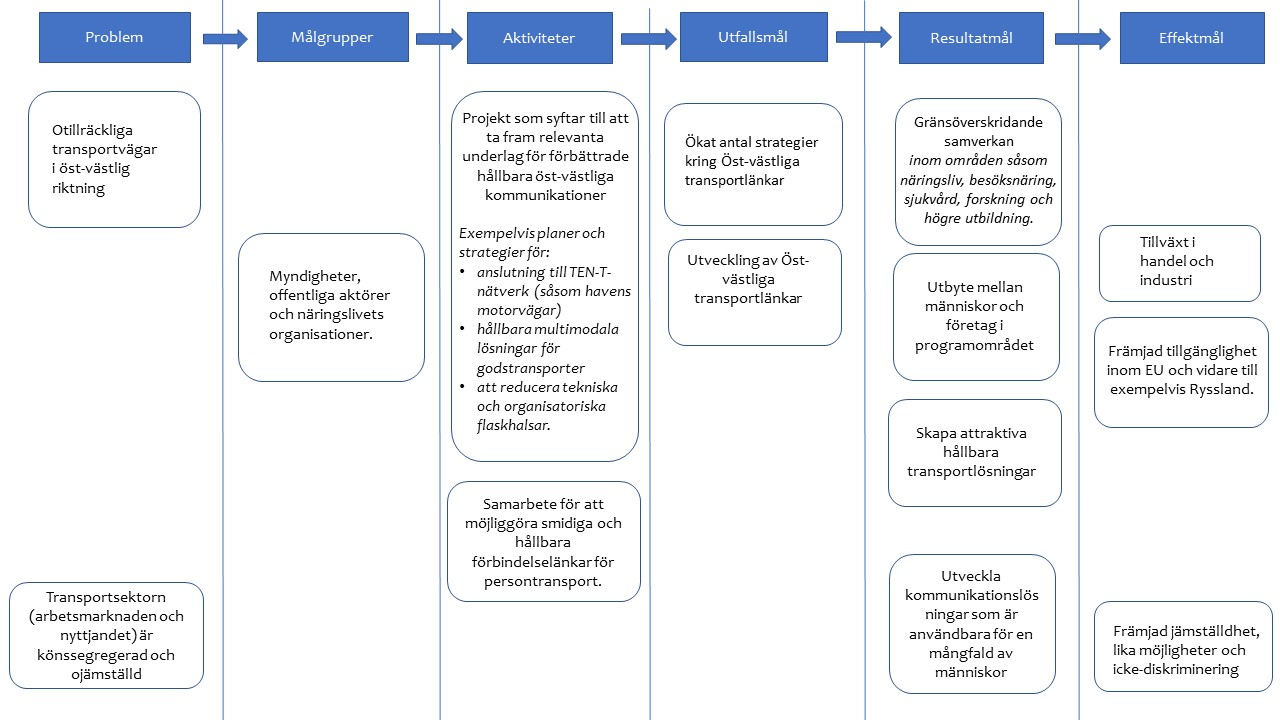 Problem
Målgrupper
Aktiviteter
Utfallsmål
Resultatmål
Effektmål
Otillräckliga
transportvägar
i öst-västlig
riktning
Transportsektorn
(arbetsmarknaden och
nyttjandet) är
könssegregerad och
ojämställd
Myndigheter,
offentliga aktörer
och näringslivets
organisationer.
Projekt som syftar till att
ta fram relevanta
underlag för förbättrade
hållbara öst-västliga
kommunikationer
Exempelvis planer och
strategier för:
• anslutning till TEN-T-
nätverk (såsom havens
motorvägar)
• hållbara multimodala
lösningar för
godstransporter
• att reducera tekniska
och organisatoriska
flaskhalsar.
Samarbete för att
möjliggöra smidiga och
hållbara
förbindelselänkar för
persontransport.
Ökat antal strategier
kring Öst-västliga
transportlänkar
Utveckling av Öst-
västliga
transportlänkar
Gränsöverskridande
samverkan
inom områden såsom
näringsliv, besöksnäring,
sjukvård, forskning och
högre utbildning.
Utbyte mellan
människor och
företag i
programområdet
Skapa attraktiva
hållbara
transportlösningar
Utveckla
kommunikationslös
ningar som är
användbara för en
mångfald av
människor
Tillväxt i
handel och
industri
Främjad tillgänglighet
inom EU och vidare till
exempelvis Ryssland.
Främjad jämställdhet,
lika möjligheter och
icke-diskriminering